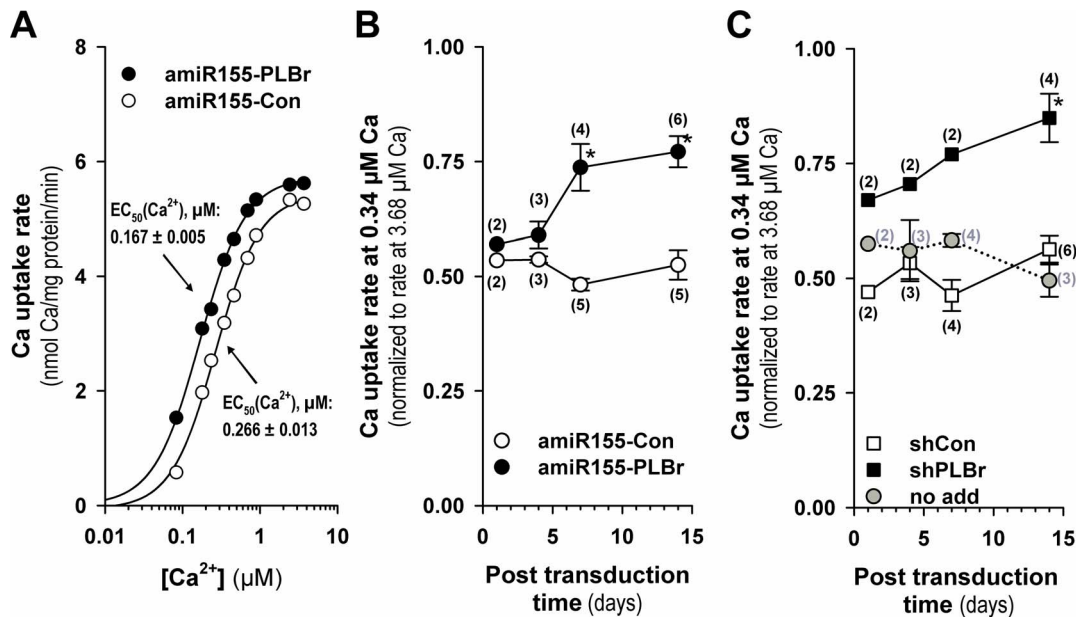 A
8
6
4
2
0
Ca uptake rate
(nmol Ca/mg protein/min)
amiR155-PLBr
amiR155-Con
EC50(Ca2+), µM:
0.167 ± 0.005
EC50(Ca2+), µM:
0.266 ± 0.013
0.01 0.1 1 10
[Ca2+] (µM)
B
1.00
0.75
0.50
0.25
0.00
Ca uptake rate at 0.34 µM Ca
(normalized to rate at 3.68 µM Ca)
(4) (6)
* *
(2) (3)
(2) (3) (5) (5)
amiR155-Con
amiR155-PLBr
0 5 10 15
Post transduction
time (days)
C
1.00
0.75
0.50
0.25
0.00
Ca uptake rate at 0.34 µM Ca
(normalized to rate at 3.68 µM Ca)
(4)
*
(2) (2) (2)
(2) (3) (4) (6)
(3)
(2) (3) (4)
shCon
shPLBr
no add
0 5 10 15
Post transduction
time (days)